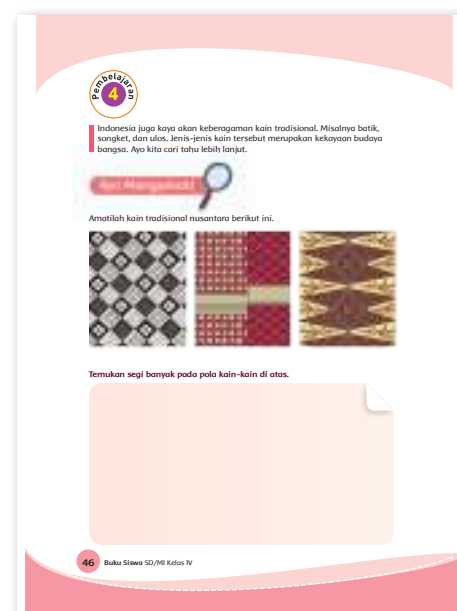 Pembelajaran
4
Indonesia juga kaya akan keberagaman kain tradisional. Misalnya batik,
songket, dan ulos. Jenis-jenis kain tersebut merupakan kekayaan budaya
bangsa. Ayo kita cari tahu lebih lanjut.
Ayo Mengamati
Amatilah kain tradisional nusantara berikut ini.
Temukan segi banyak pada pola kain-kain di atas.
46 Buku Siswa SD/MI Kelas IV